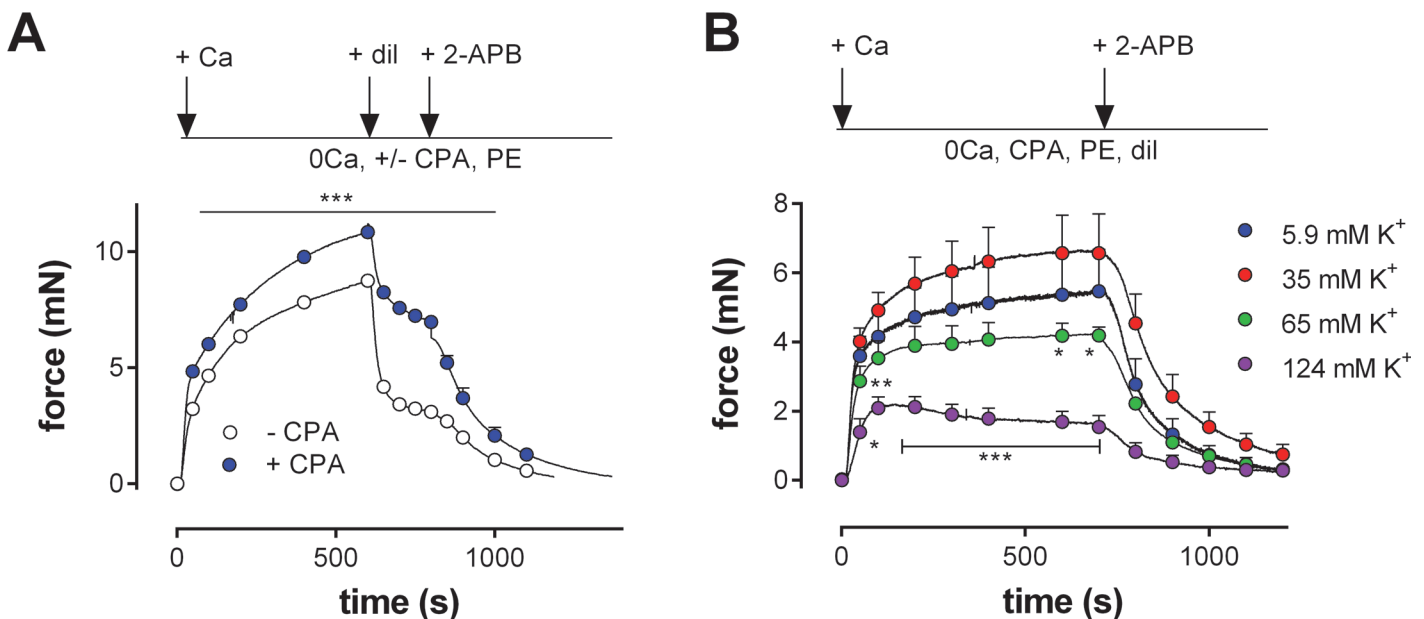 A
+ Ca
+ dil
+ 2-APB
0Ca, +/- CPA, PE
***
force (mN)
10
5
0
- CPA
+ CPA
0
500
1000
time (s)
B
+ Ca
+ 2-APB
0Ca, CPA, PE, dil
force (mN)
8
6
4
2
0
5.9 mM K⁺
35 mM K⁺
65 mM K⁺
124 mM K⁺
* *
**
*
***
0
500
1000
time (s)